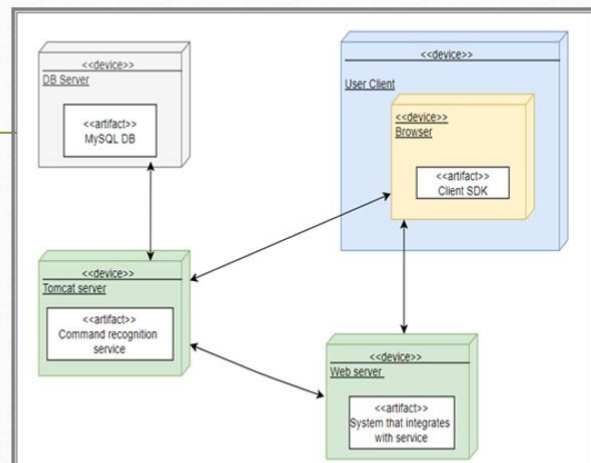 <<device>>
DB Server
<<artifact>>
MySQL DB
<<device>>
User Client
<<device>>
Browser
<<artifact>>
Client SDK
<<device>>
Tomcat server
<<artifact>>
Command recognition
service
<<device>>
Web server
<<artifact>>
System that integrates
with service